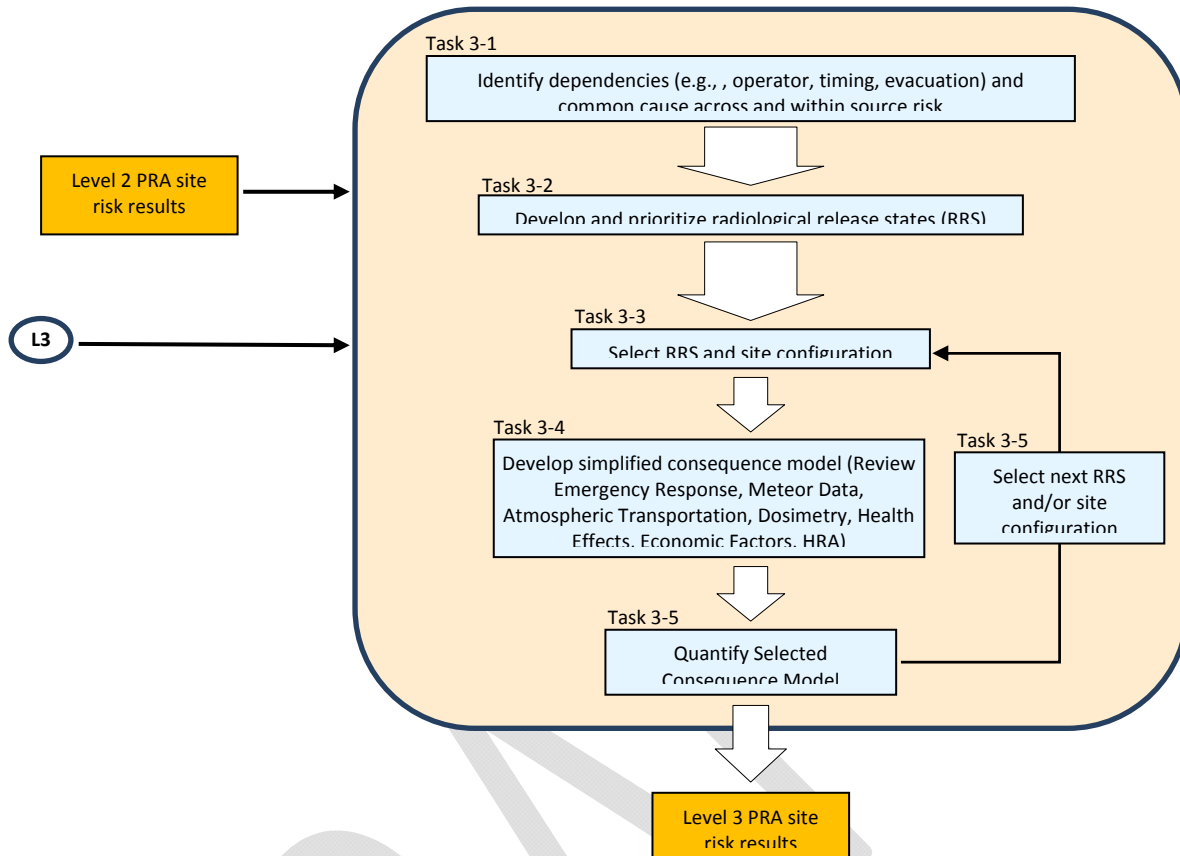 Task 3-1
Identify dependencies (e.g., , operator, timing, evacuation) and
common cause across and within source risk
Level 2 PRA site
risk results
Task 3-2
Develop and prioritize radiological release states (RRS)
L3
Task 3-3
Select RRS and site configuration
Task 3-4
Develop simplified consequence model (Review
Emergency Response, Meteor Data,
Atmospheric Transportation, Dosimetry, Health
Effects, Economic Factors, HRA)
Task 3-5
Select next RRS
and/or site
configuration
Task 3-5
Quantify Selected
Consequence Model
Level 3 PRA site
risk results